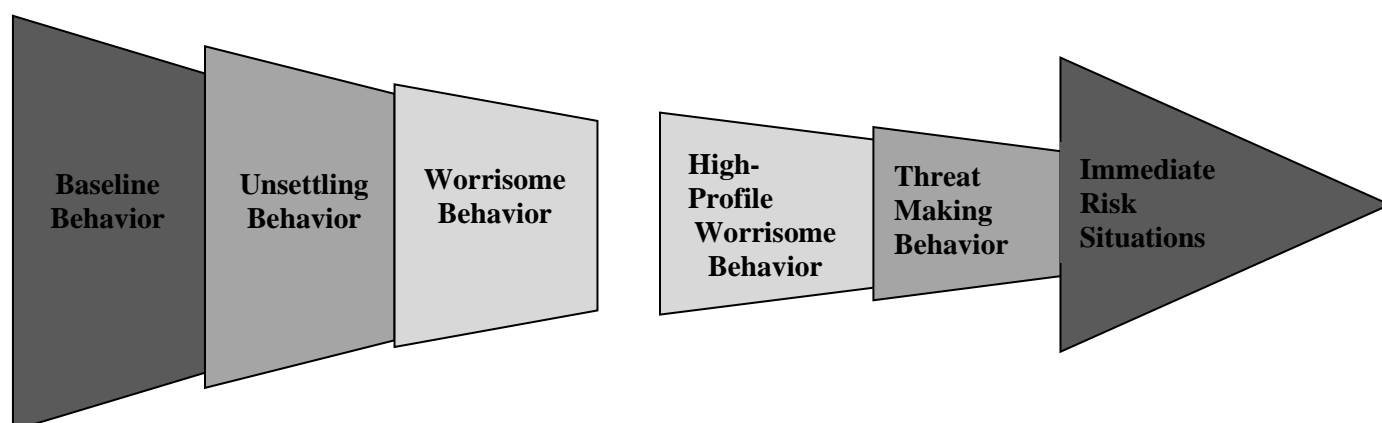 Baseline
Behavior
Unsettling
Behavior
Worrisome
Behavior
High-
Profile
Worrisome
Behavior
Threat
Making
Behavior
Immediate
Risk
Situations